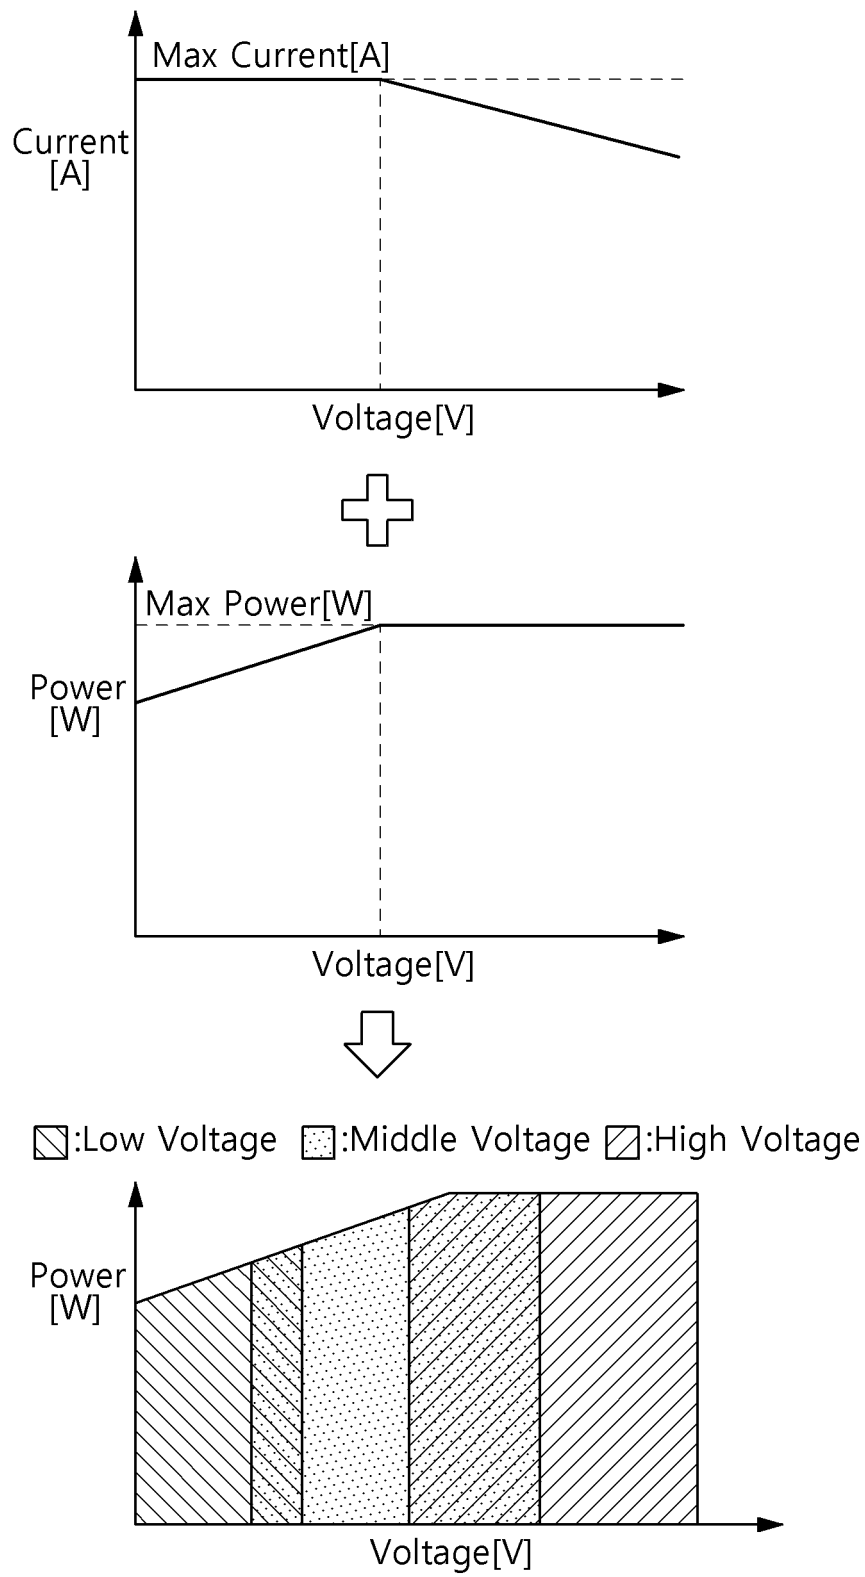 Max Current[A]
Current
[A]
Voltage[V]
Max Power[W]
Power
[W]
Voltage[V]
:Low Voltage :Middle Voltage :High Voltage
Power
[W]
Voltage[V]